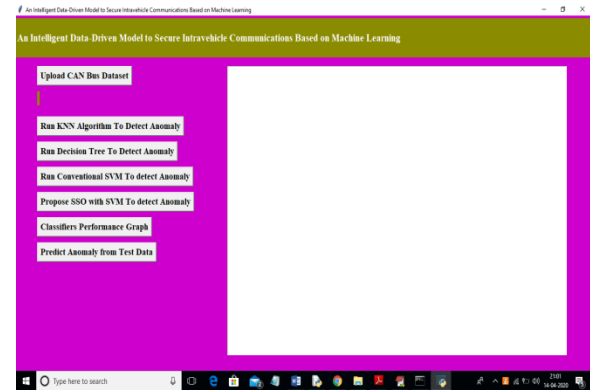 An Intelligent Data-Driven Model to Secure Intravehicle Communications Based on Machine Learning
An Intelligent Data-Driven Model to Secure Intravehicle Communications Based on Machine Learning
Upload CAN Bus Dataset
Run KNN Algorithm To Detect Anomaly
Run Decision Tree To Detect Anomaly
Run Conventional SVM To detect Anomaly
Propose SSO with SVM To detect Anomaly
Classifiers Performance Graph
Predict Anomaly from Test Data
Type here to search
21:01
14-04-2020